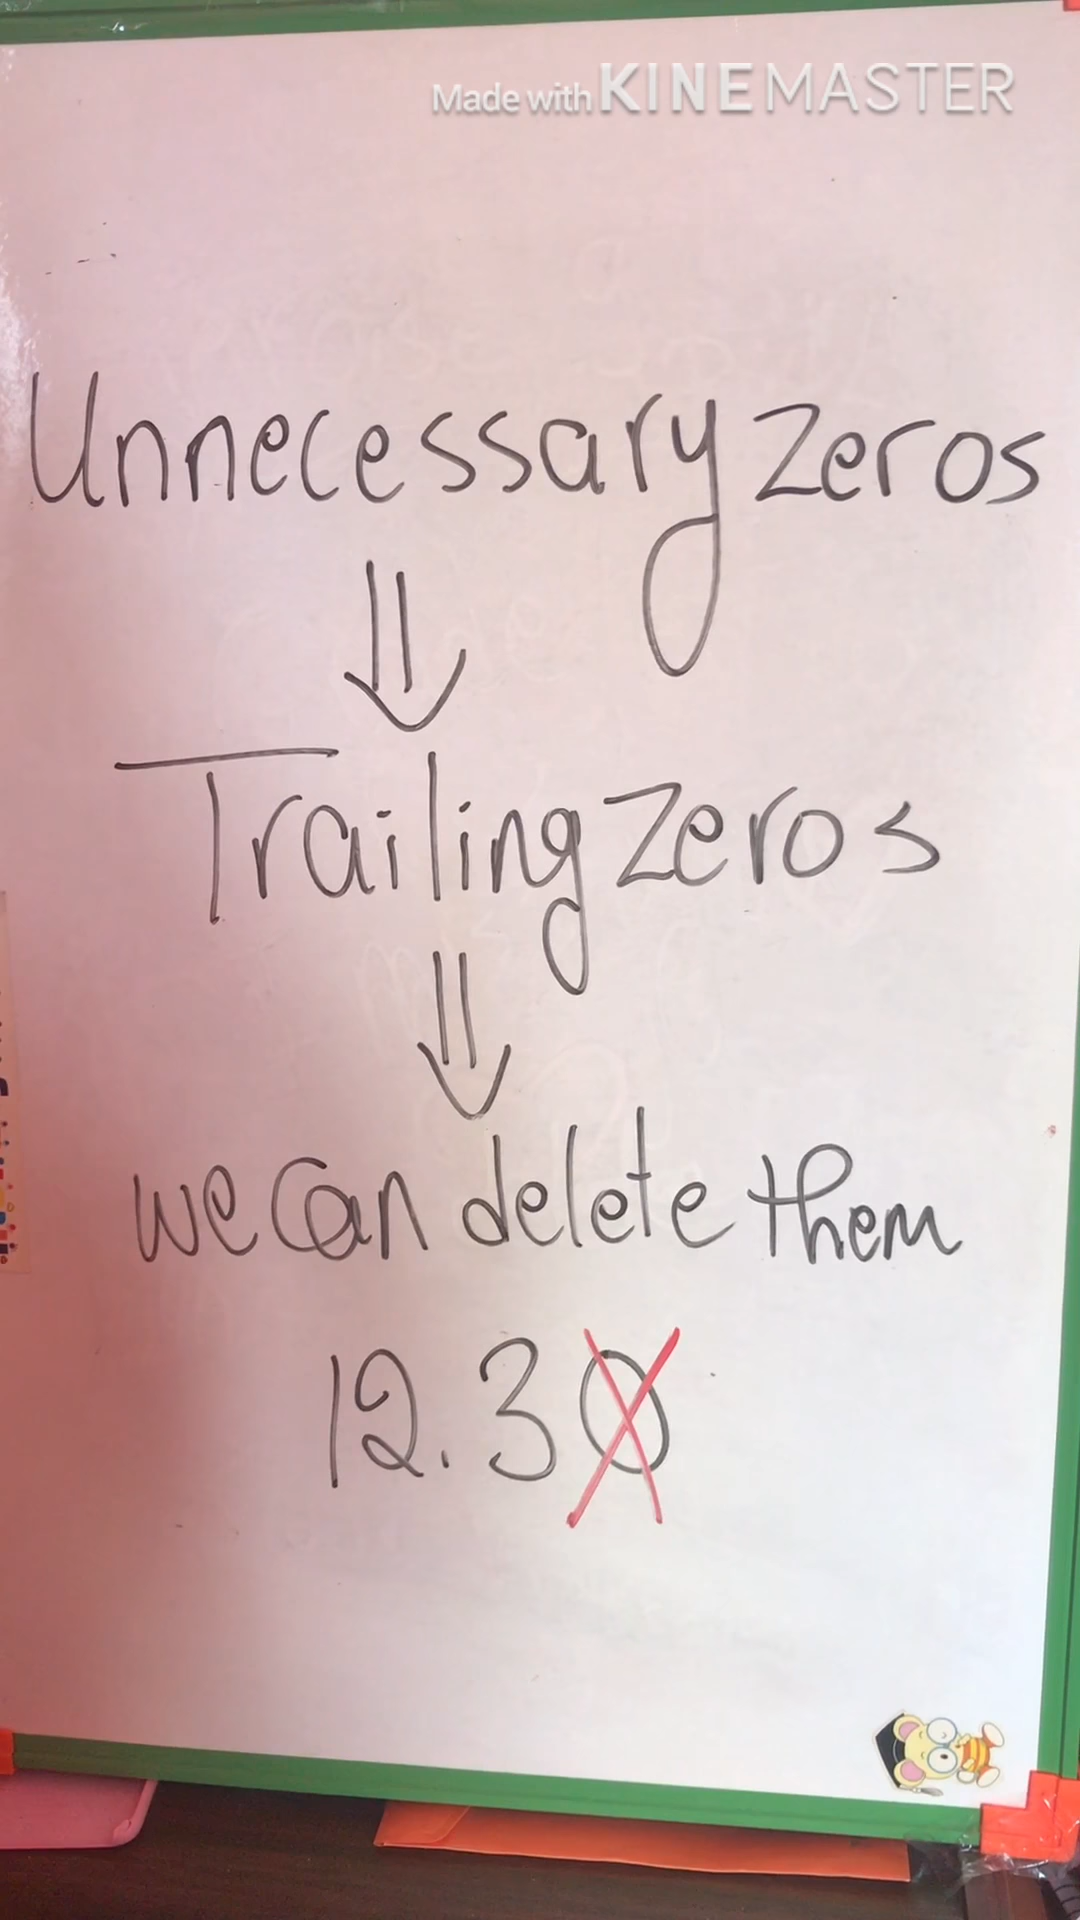 Made with KINEMASTER
Unnecessary zeros
Trailing zeros
we can delete them
12.30